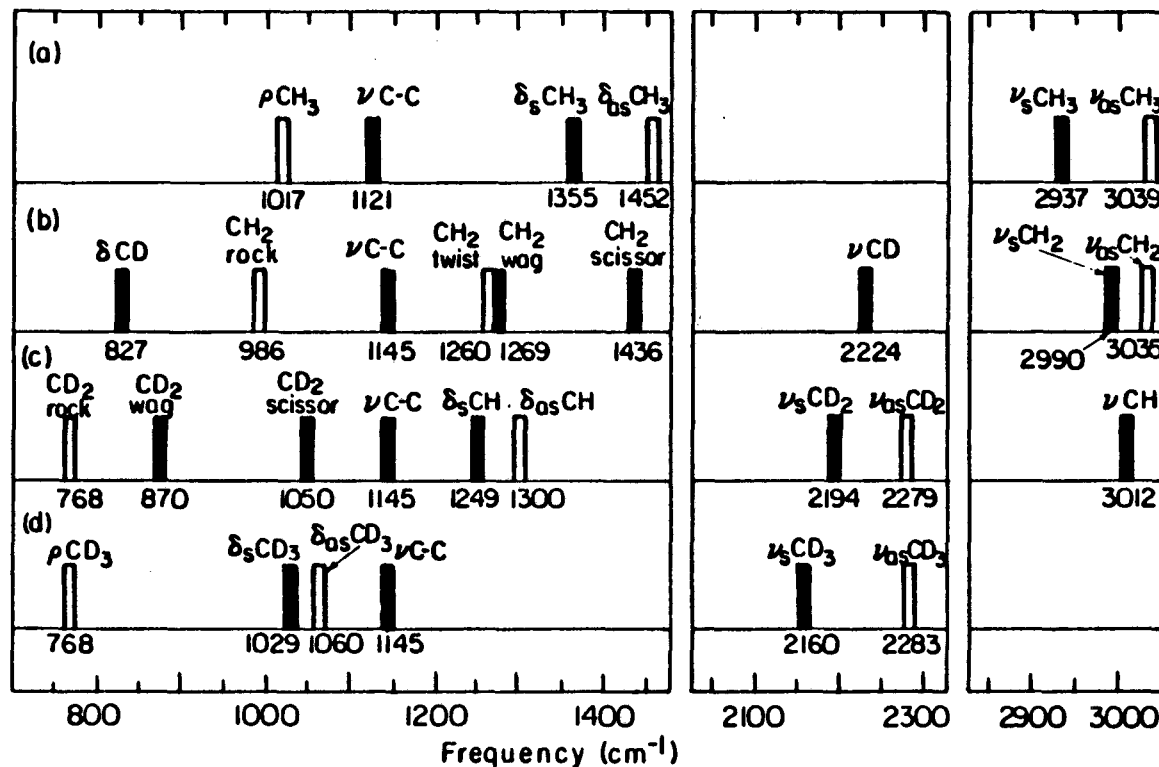 (a)
ρCH₃ νC-C δₛCH₃ δₐₛCH₃ νₛCH₃ νₐₛCH₃
1017 1121 1355 1452 2937 3039
(b)
δCD CH₂ rock νC-C CH₂ twist CH₂ wag CH₂ scissor νCD νₛCH₂ νₐₛCH₂
827 986 1145 1260 1269 1436 2224 2990 3035
(c)
CD₂ rock CD₂ wag CD₂ scissor νC-C δₛCH δₐₛCH νₛCD₂ νₐₛCD₂ νCH
768 870 1050 1145 1249 1300 2194 2279 3012
(d)
ρCD₃ δₛCD₃ δₐₛCD₃ νC-C νₛCD₃ νₐₛCD₃
768 1029 1060 1145 2160 2283
800 1000 1200 1400 2100 2300 2900 3000
Frequency (cm⁻¹)